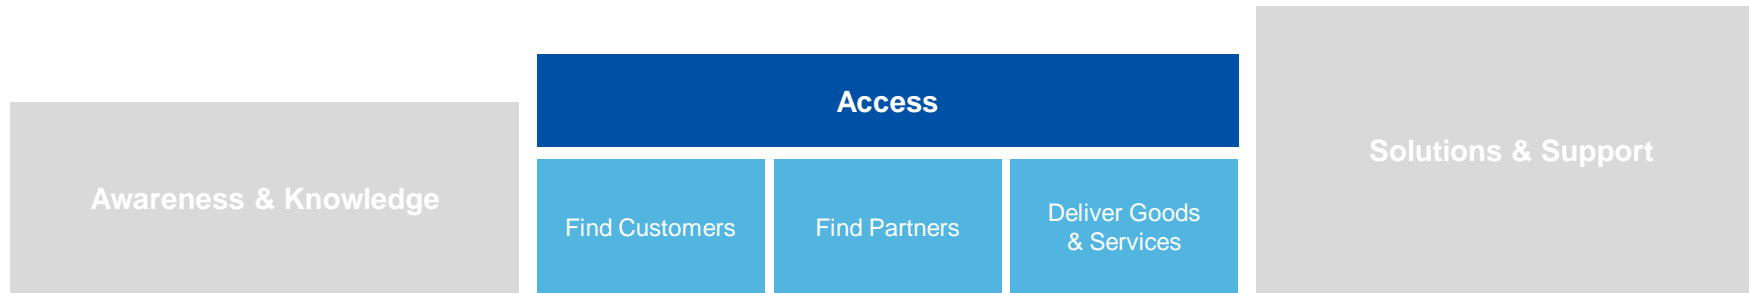 Awareness & Knowledge
Access
Find Customers
Find Partners
Deliver Goods
& Services
Solutions & Support